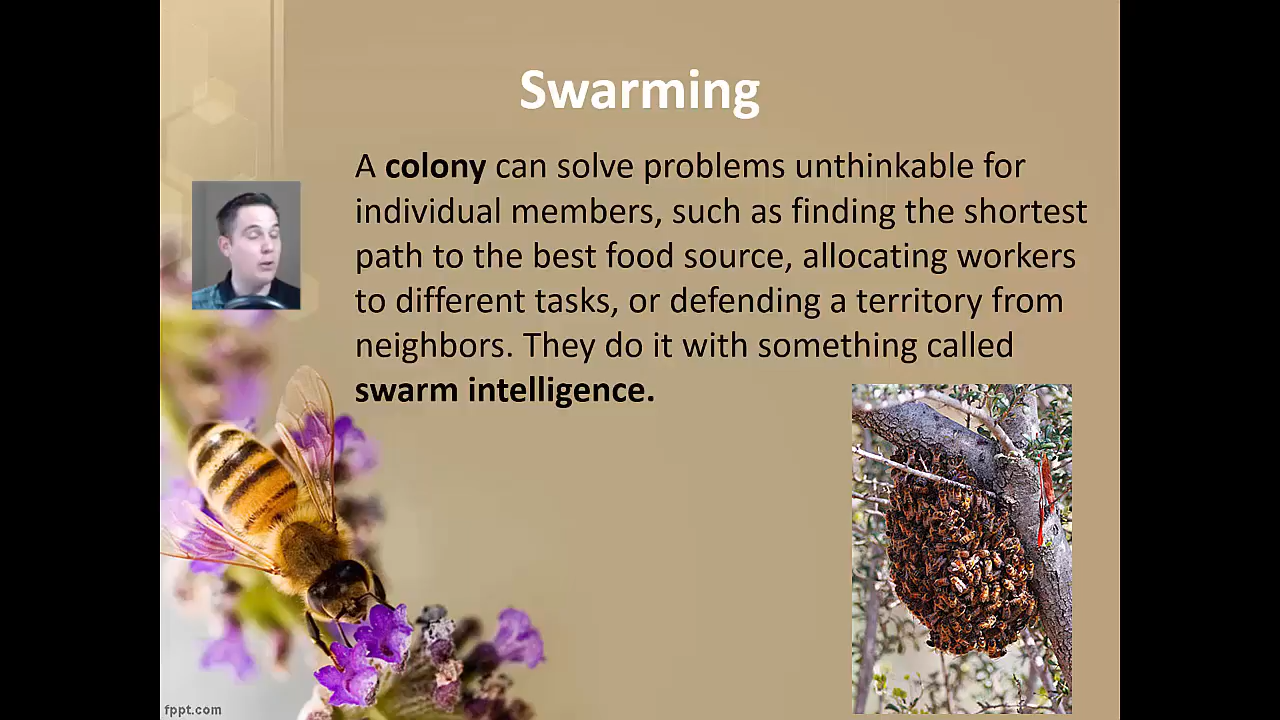 Swarming
A colony can solve problems unthinkable for
individual members, such as finding the shortest
path to the best food source, allocating workers
to different tasks, or defending a territory from
neighbors. They do it with something called
swarm intelligence.
fppt.com